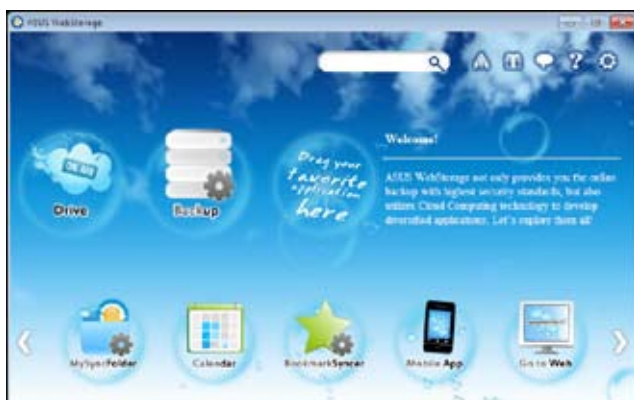 ASUS WebStorage
Welcome!
ASUS WebStorage not only provides you the online
backup with highest security standards, but also
utilizes Cloud Computing technology to develop
diversified applications. Let's explore them all!
Drag your
favorite
application
here
ON AIR
Drive
Backup
MySyncFolder
Calendar
BookmarkSyncer
Mobile App
Go to Web